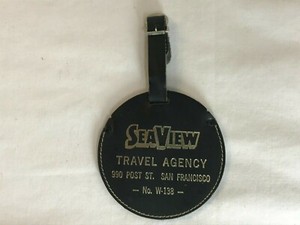 SEAVIEW
TRAVEL AGENCY
990 POST ST. SAN FRANCISCO
— No. W-138 —